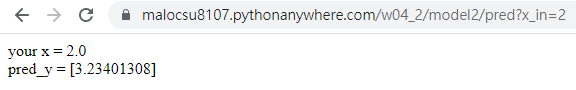 malocsu8107.pythonanywhere.com/w04_2/model2/pred?x_in=2
your x = 2.0
pred_y = [3.23401308]